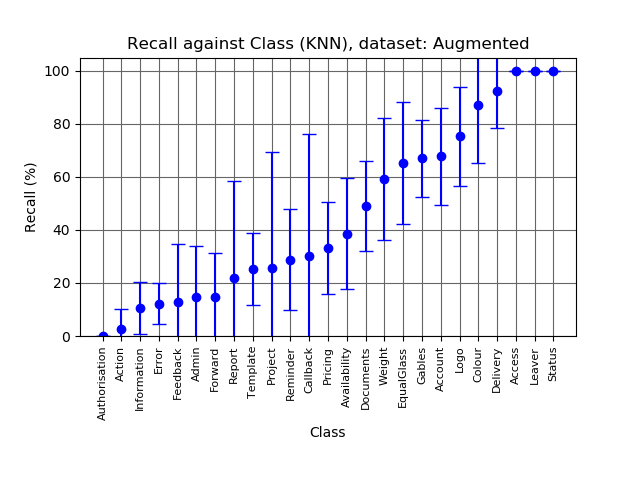 Recall against Class (KNN), dataset: Augmented
Recall (%)
100
80
60
40
20
0
Authorisation
Action
Information
Error
Feedback
Admin
Forward
Report
Template
Project
Reminder
Callback
Pricing
Availability
Documents
Weight
EqualGlass
Gables
Account
Logo
Colour
Delivery
Access
Leaver
Status
Class